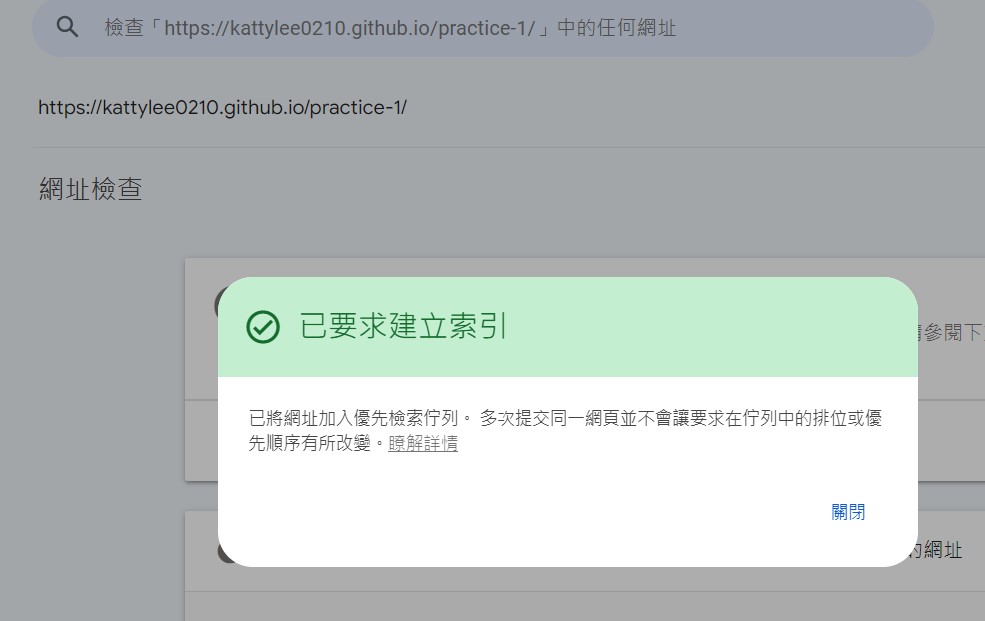 檢查「https://kattylee0210.github.io/practice-1/」中的任何網址
https://kattylee0210.github.io/practice-1/
網址檢查
已要求建立索引
請參閱下
已將網址加入優先檢索佇列。 多次提交同一網頁並不會讓要求在佇列中的排位或優
先順序有所改變。瞭解詳情
關閉
的網址